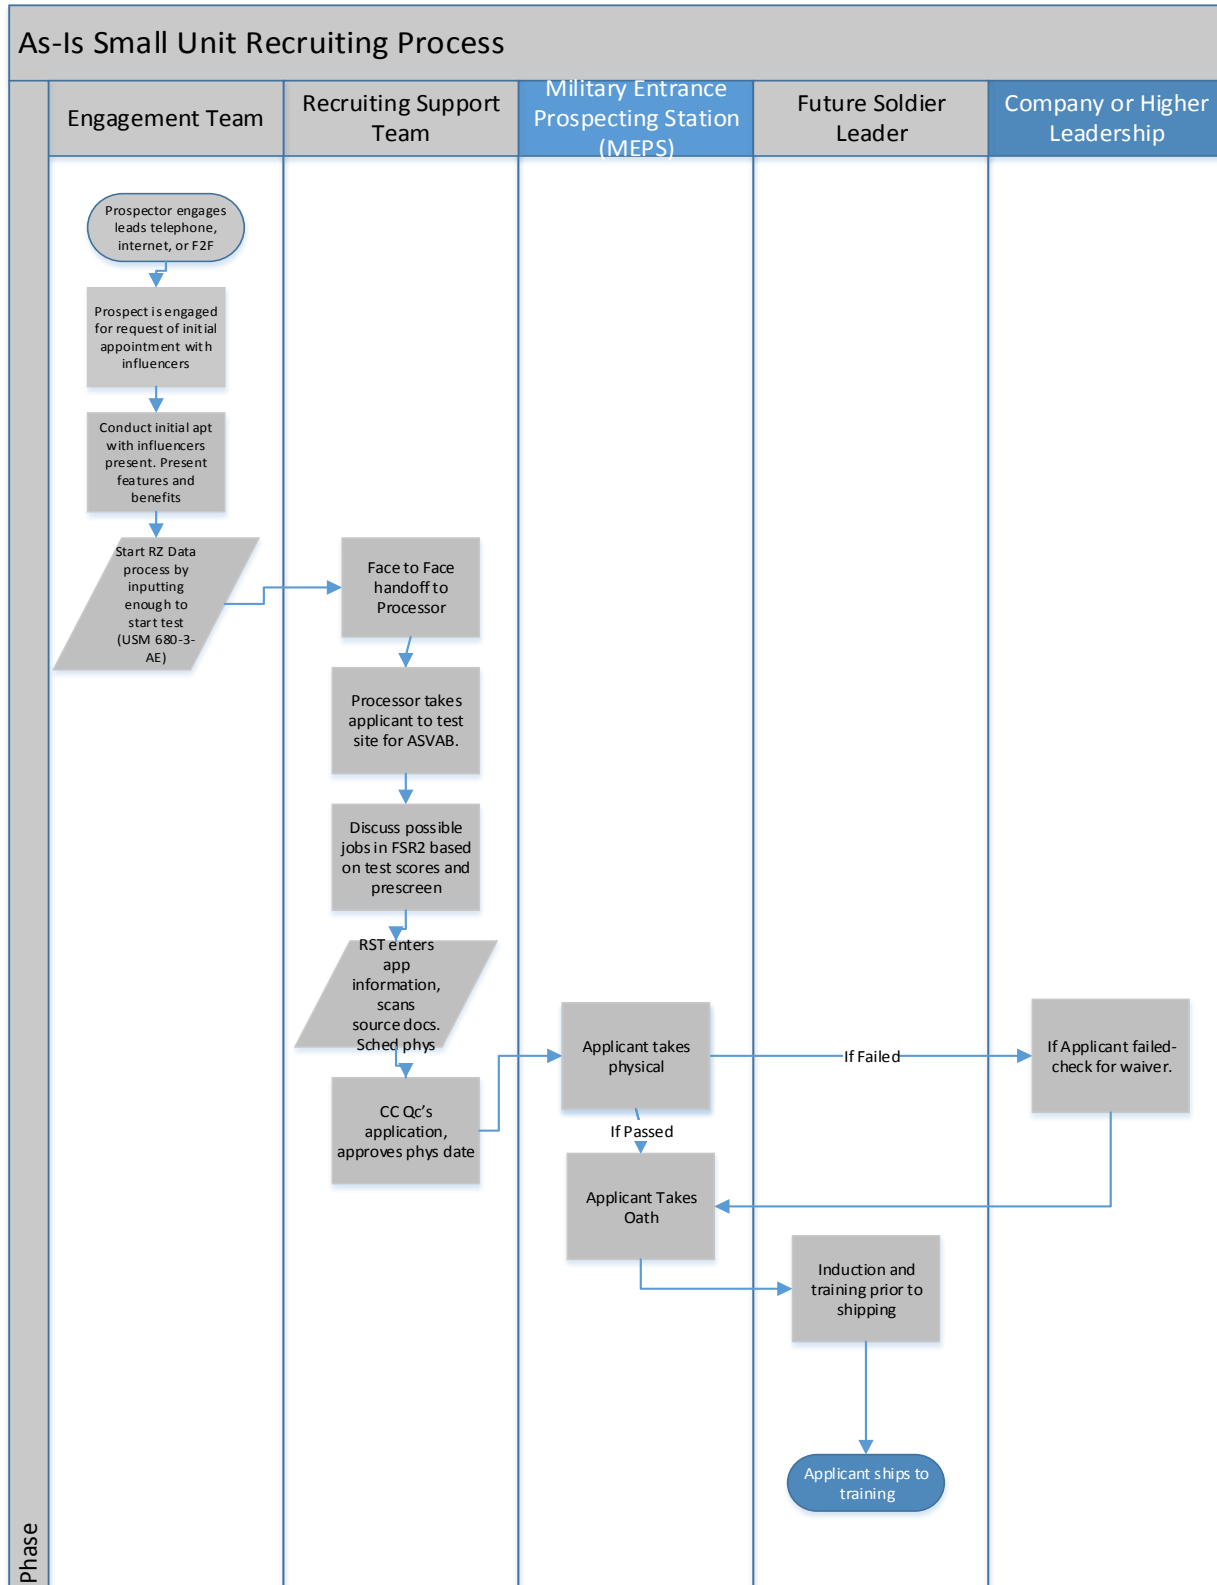 As-Is Small Unit Recruiting Process
Phase
Engagement Team
Recruiting Support
Team
Military Entrance
Prospecting Station
(MEPS)
Future Soldier
Leader
Company or Higher
Leadership
Prospector engages
leads telephone,
internet, or F2F
Prospect is engaged
for request of initial
appointment with
influencers
Conduct initial apt
with influencers
present. Present
features and
benefits
Start RZ Data
process by
inputting
enough to
start test
(USM 680-3-
AE)
Face to Face
handoff to
Processor
Processor takes
applicant to test
site for ASVAB.
Discuss possible
jobs in FSR2 based
on test scores and
prescreen
RST enters
app
information,
scans
source docs.
Sched phys
CC Qc’s
application,
approves phys date
Applicant takes
physical
If Failed
If Applicant failed-
check for waiver.
If Passed
Applicant Takes
Oath
Induction and
training prior to
shipping
Applicant ships to
training